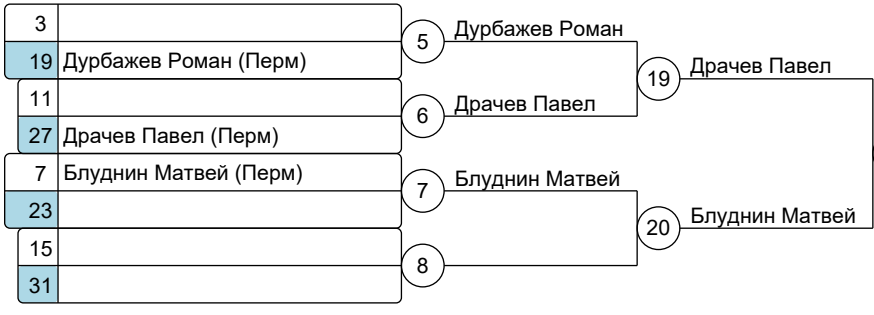 3
19 Дурбажев Роман (Перм)
11
27 Драчев Павел (Перм)
7 Блуднин Матвей (Перм)
23
15
31
5 Дурбажев Роман
6 Драчев Павел
7 Блуднин Матвей
8
19 Драчев Павел
20 Блуднин Матвей